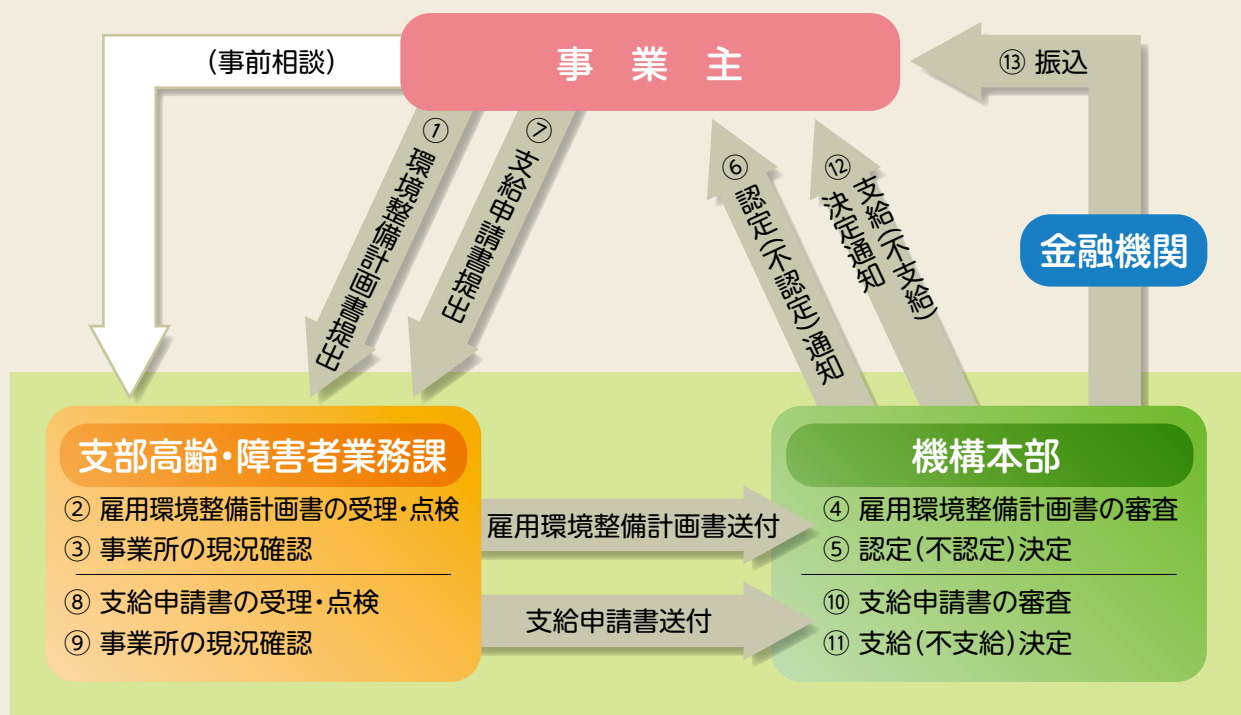 事業主
(事前相談)
⑬ 振込
① 環境整備計画書提出
⑦ 支給申請書提出
⑥ 認定(不認定)通知
⑫ 支給(不支給)
決定通知
金融機関
支部高齢・障害者業務課
② 雇用環境整備計画書の受理・点検
③ 事業所の現況確認
⑧ 支給申請書の受理・点検
⑨ 事業所の現況確認
雇用環境整備計画書送付
支給申請書送付
機構本部
④ 雇用環境整備計画書の審査
⑤ 認定(不認定)決定
⑩ 支給申請書の審査
⑪ 支給(不支給)決定